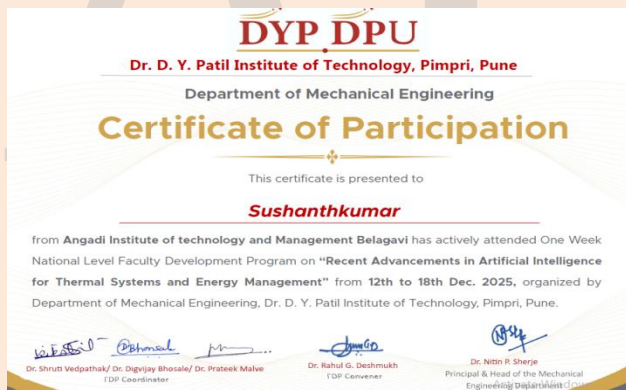 DYP DPU
Dr. D. Y. Patil Institute of Technology, Pimpri, Pune
Department of Mechanical Engineering
Certificate of Participation
This certificate is presented to
Sushanthkumar
from Angadi Institute of technology and Management Belagavi has actively attended One Week
National Level Faculty Development Program on “Recent Advancements in Artificial Intelligence
for Thermal Systems and Energy Management” from 12th to 18th Dec. 2025, organized by
Department of Mechanical Engineering, Dr. D. Y. Patil Institute of Technology, Pimpri, Pune.
Dr. Shruti Vedpathak/ Dr. Digvijay Bhosale/ Dr. Prateek Malve
FDP Coordinator
Dr. Rahul G. Deshmukh
FDP Convener
Dr. Nitin P. Sherje
Principal & Head of the Mechanical
Engineering Department